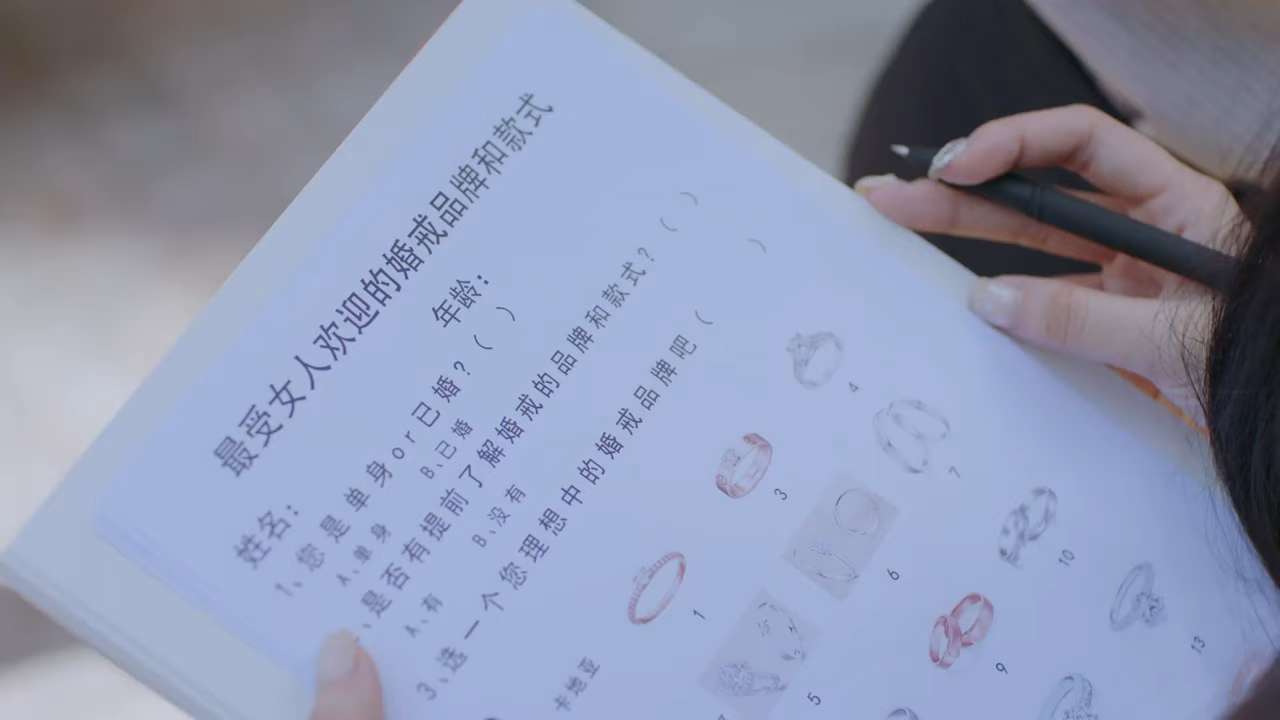 最受女人欢迎的婚戒品牌和款式
姓名： 年龄：
1、您是单身or已婚？( )
A、单身 B、已婚
是否有提前了解婚戒的品牌和款式？( )
A、有 B、没有
3、选一个您理想中的婚戒品牌吧( )
卡地亚
1 3 4
5 6 7
9 10
13